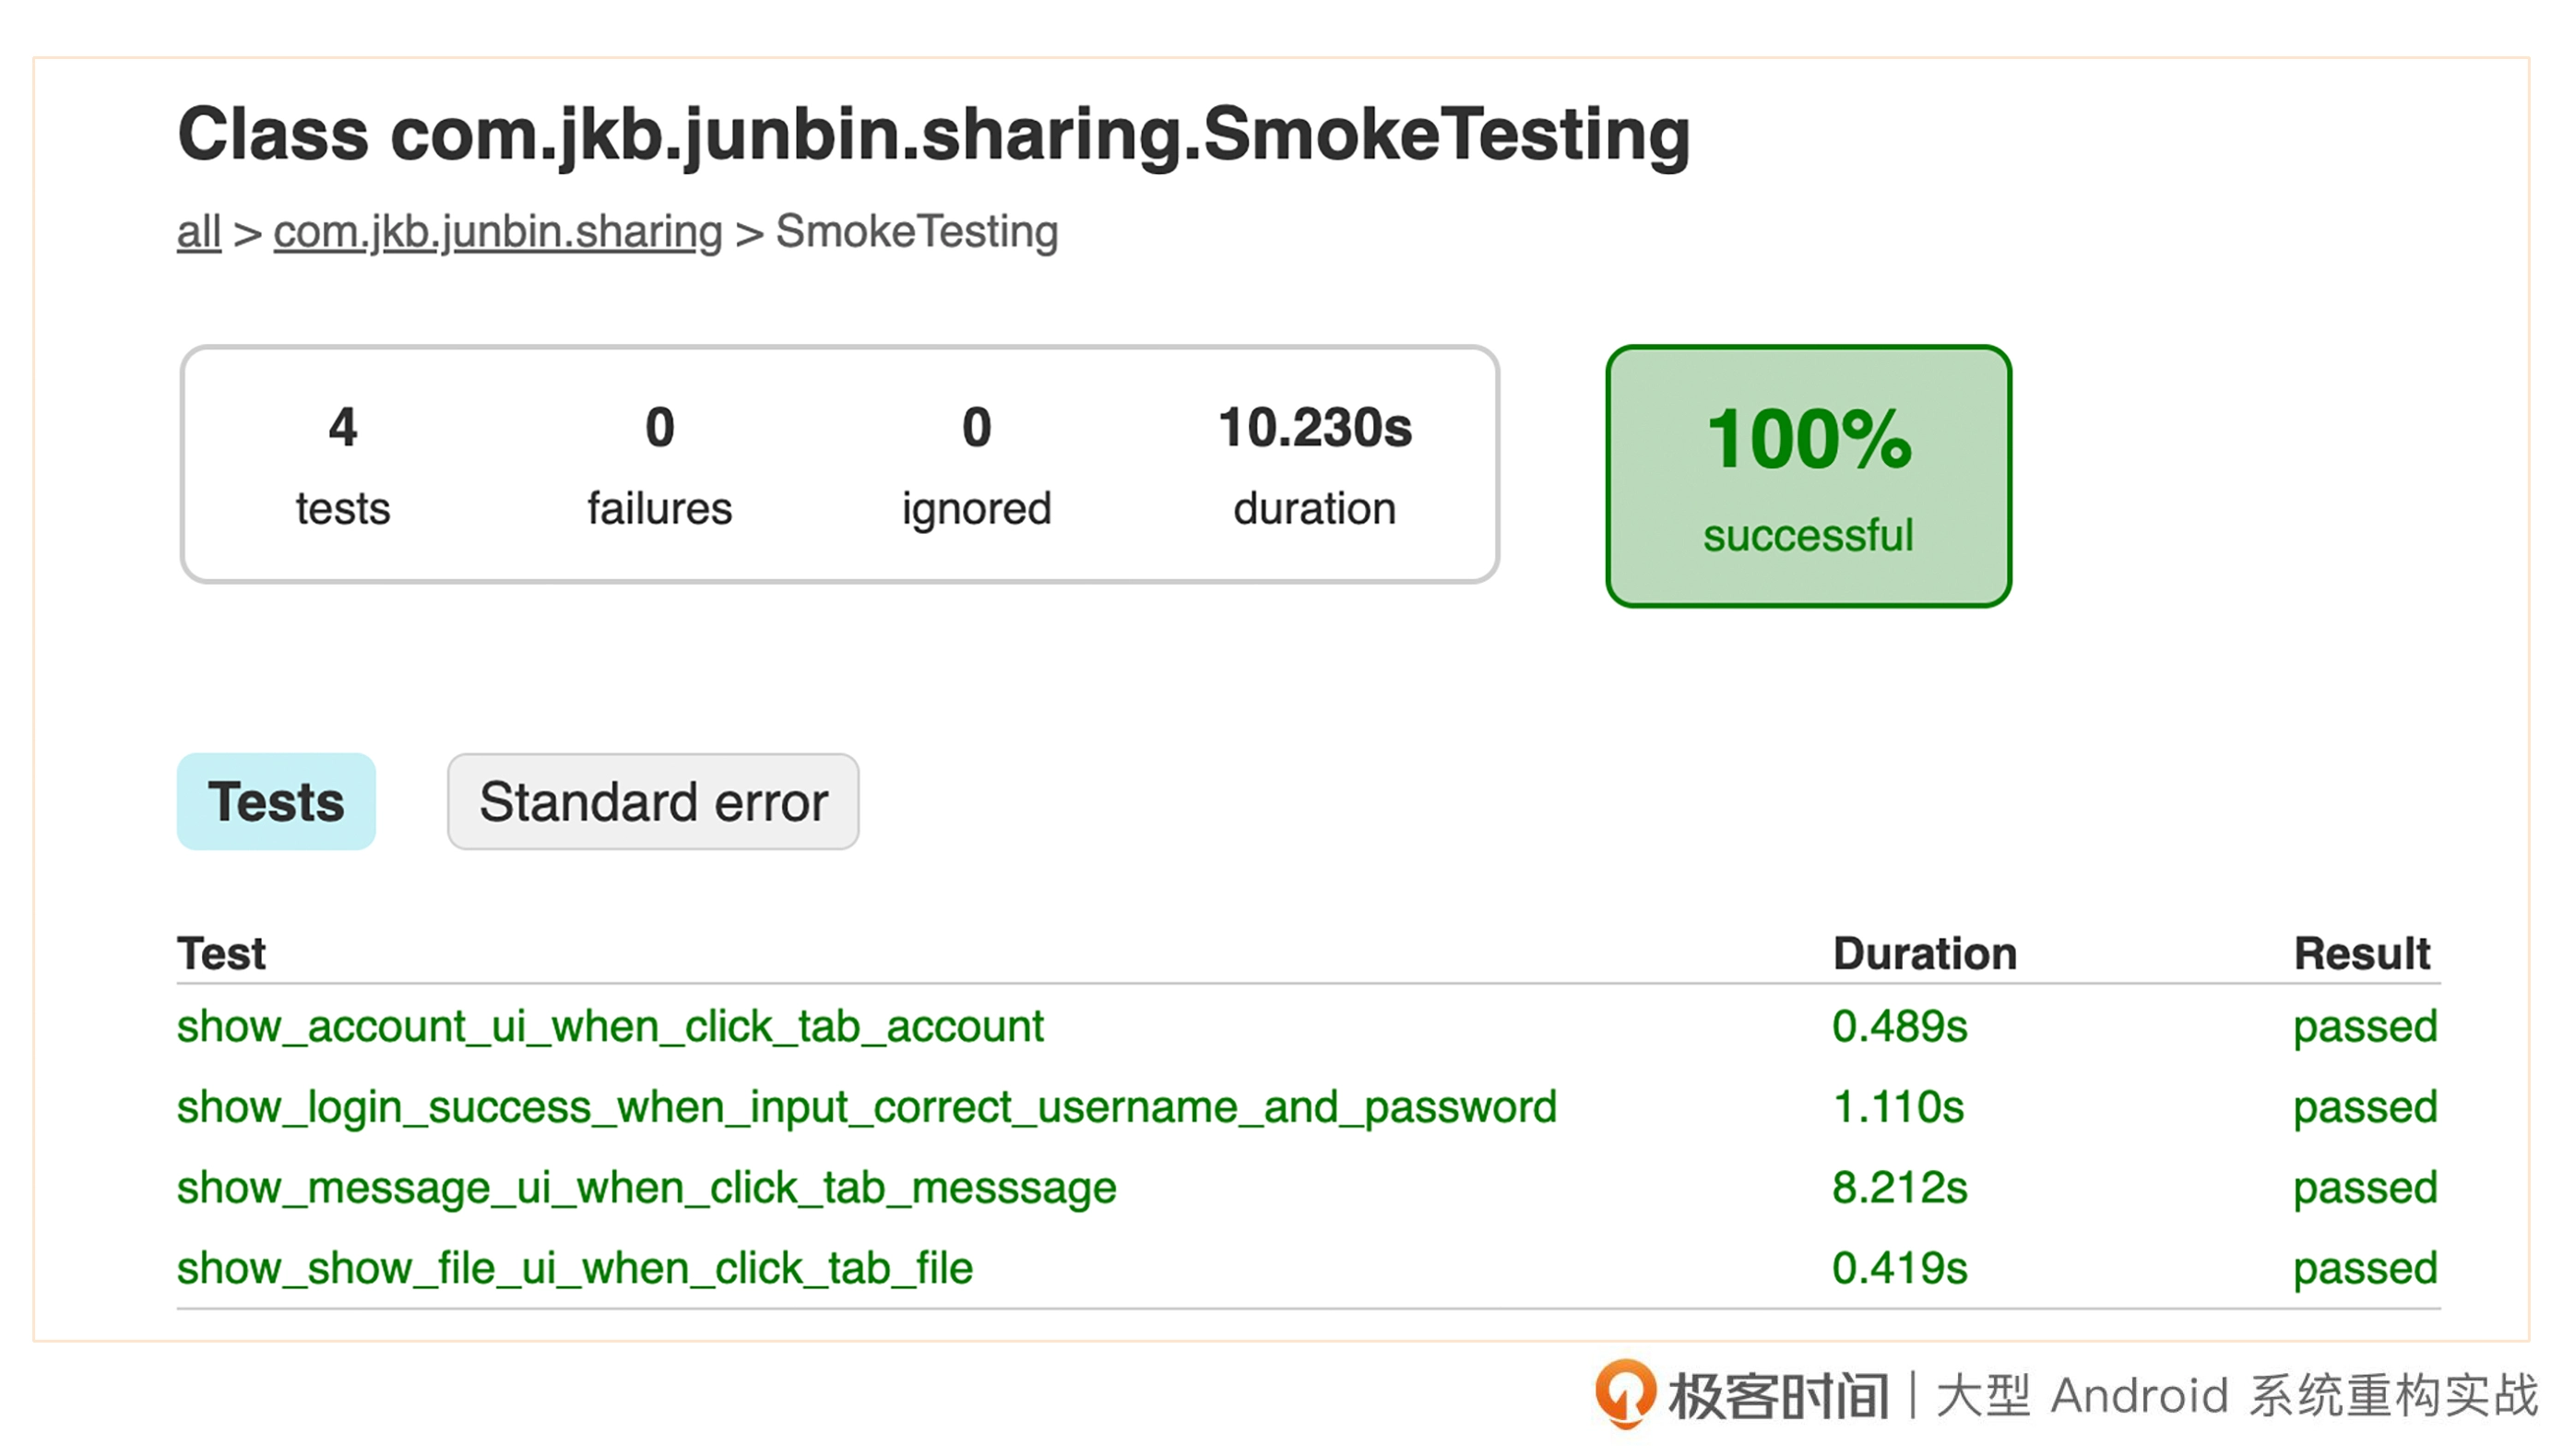 Class com.jkb.junbin.sharing.SmokeTesting
all > com.jkb.junbin.sharing > SmokeTesting
4 0 0 10.230s
tests failures ignored duration
100%
successful
Tests Standard error
Test Duration Result
show_account_ui_when_click_tab_account 0.489s passed
show_login_success_when_input_correct_username_and_password 1.110s passed
show_message_ui_when_click_tab_messsage 8.212s passed
show_show_file_ui_when_click_tab_file 0.419s passed
极客时间 | 大型 Android 系统重构实战